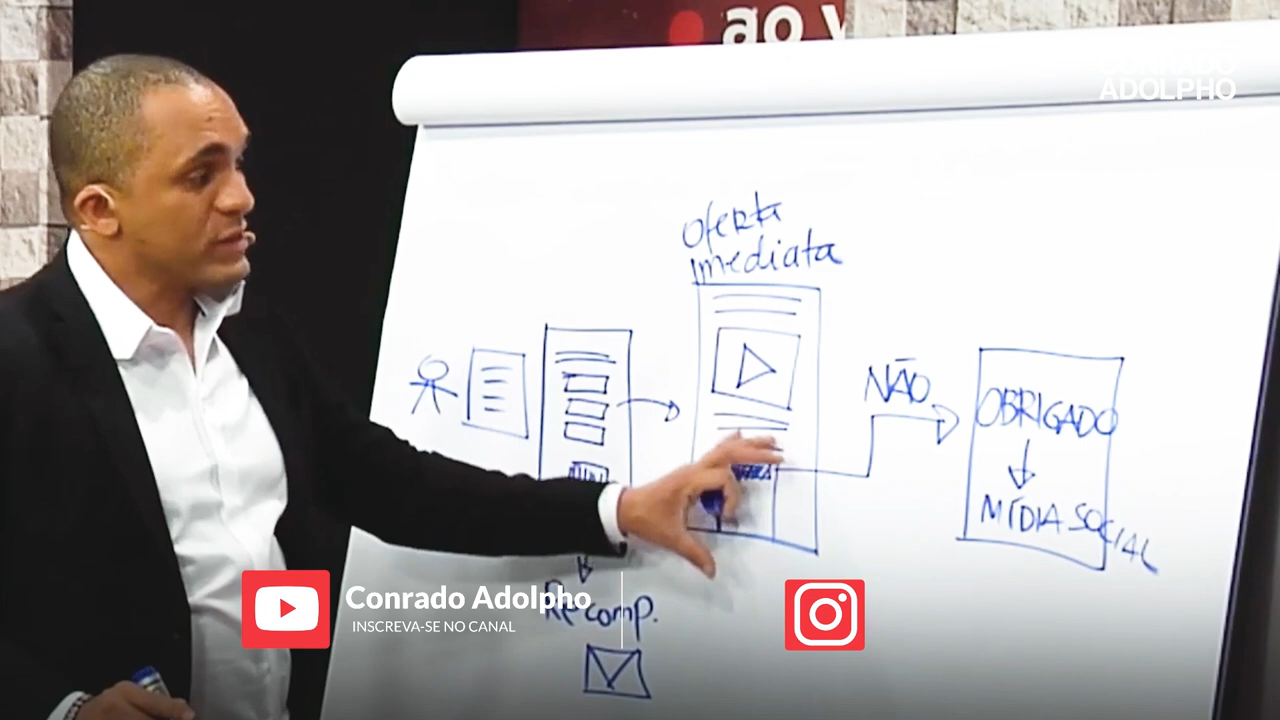 ao v
CONRADO
ADOLPHO
Oferta
imediata
NÃO
OBRIGADO
MÍDIA SOCIAL
Recomp.
Conrado Adolpho
INSCREVA-SE NO CANAL